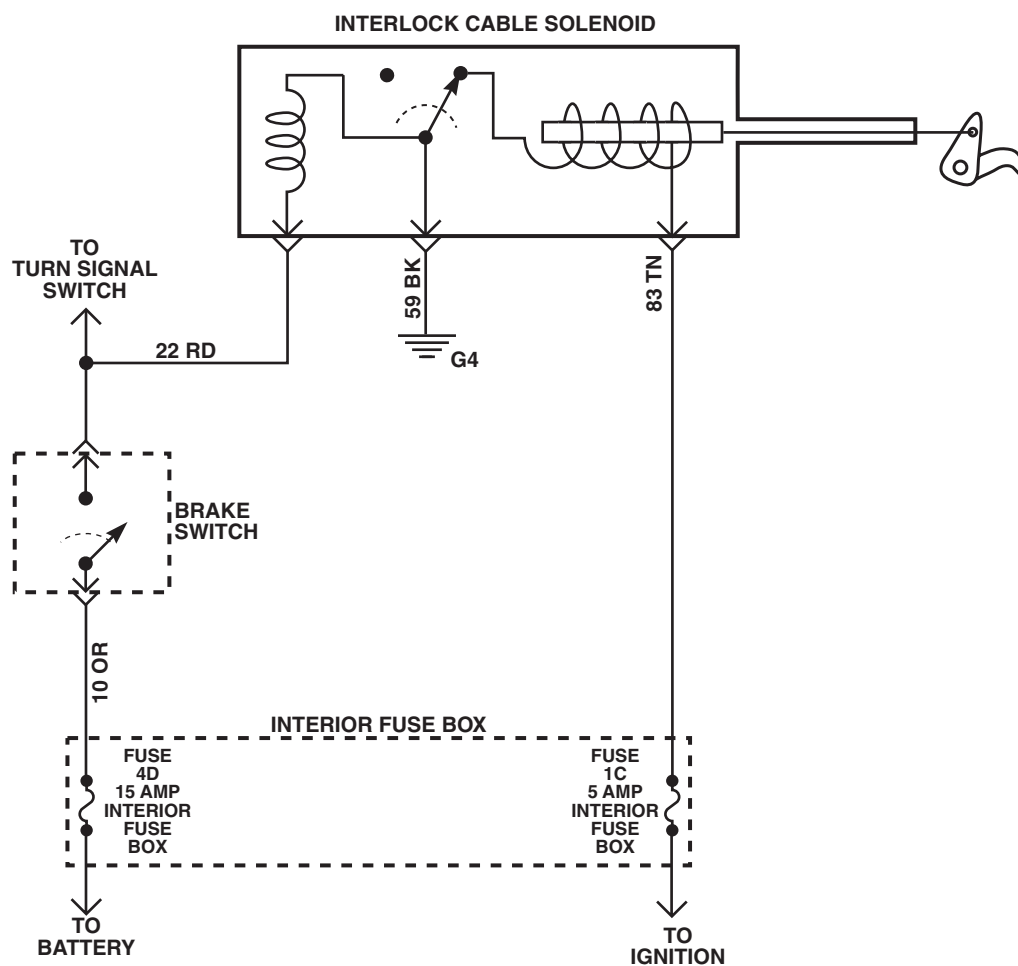 INTERLOCK CABLE SOLENOID
TO
TURN SIGNAL
SWITCH
22 RD
59 BK
G4
83 TN
BRAKE
SWITCH
10 OR
INTERIOR FUSE BOX
FUSE
4D
15 AMP
INTERIOR
FUSE
BOX
FUSE
1C
5 AMP
INTERIOR
FUSE
BOX
TO
BATTERY
TO
IGNITION